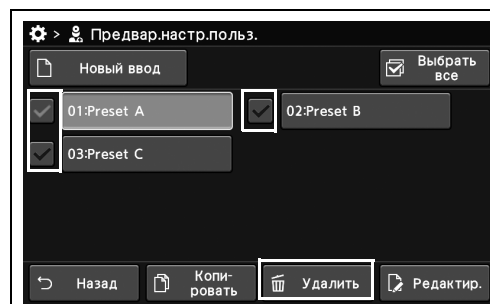 > Предвар.настр.польз.
Новый ввод
Выбрать
все
01:Preset A
02:Preset B
03:Preset C
Назад
Копи-
ровать
Удалить
Редактир.